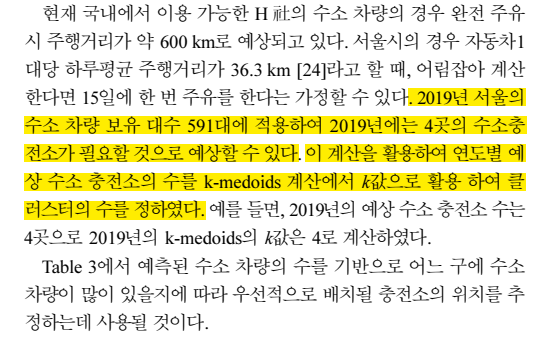 현재 국내에서 이용 가능한 H 社의 수소 차량의 경우 완전 주유
시 주행거리가 약 600 km로 예상되고 있다. 서울시의 경우 자동차1
대당 하루평균 주행거리가 36.3 km [24]라고 할 때, 어림잡아 계산
한다면 15일에 한 번 주유를 한다는 가정할 수 있다. 2019년 서울의
수소 차량 보유 대수 591대에 적용하여 2019년에는 4곳의 수소충
전소가 필요할 것으로 예상할 수 있다. 이 계산을 활용하여 연도별 예
상 수소 충전소의 수를 k-medoids 계산에서 k값으로 활용 하여 클
러스터의 수를 정하였다. 예를 들면, 2019년의 예상 수소 충전소 수는
4곳으로 2019년의 k-medoids의 k값은 4로 계산하였다.
Table 3에서 예측된 수소 차량의 수를 기반으로 어느 구에 수소
차량이 많이 있을지에 따라 우선적으로 배치될 충전소의 위치를 추
정하는데 사용될 것이다.